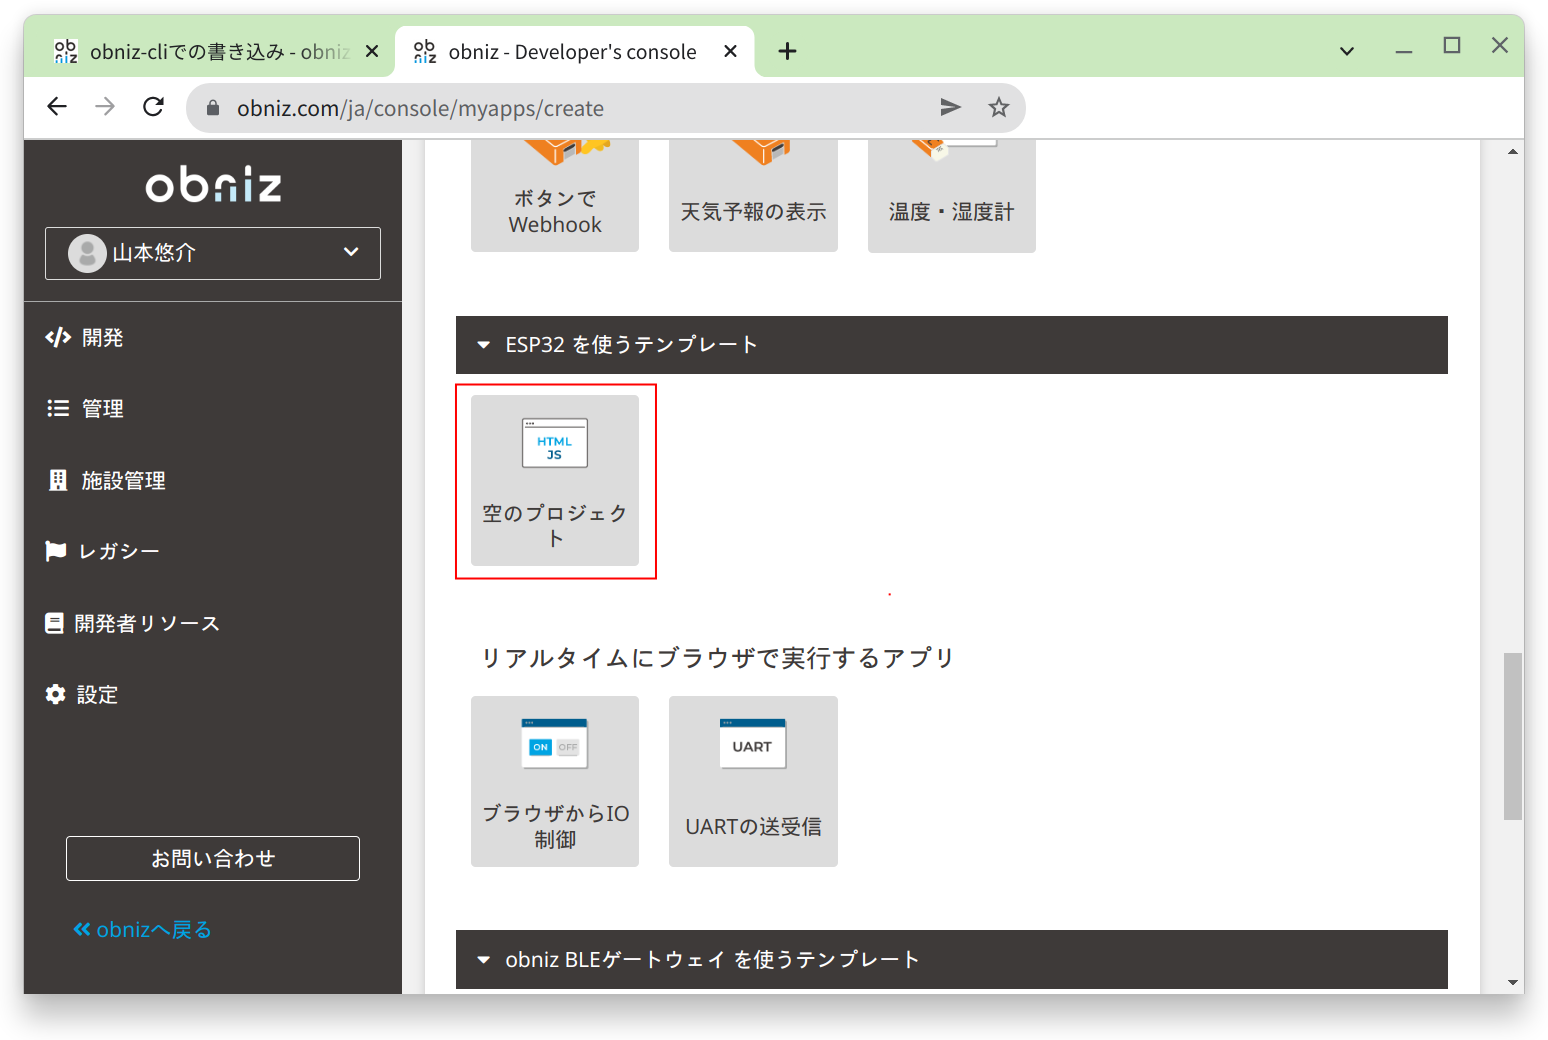 obniz-cliでの書き込み - obniz
obniz - Developer's console
obniz.com/ja/console/myapps/create
obniz
山本悠介
開発
管理
施設管理
レガシー
開発者リソース
設定
お問い合わせ
obnizへ戻る
ボタンで
Webhook
天気予報の表示
温度・湿度計
ESP32 を使うテンプレート
HTML
JS
空のプロジェク
ト
リアルタイムにブラウザで実行するアプリ
ON OFF
ブラウザからIO
制御
UART
UARTの送受信
obniz BLEゲートウェイ を使うテンプレート